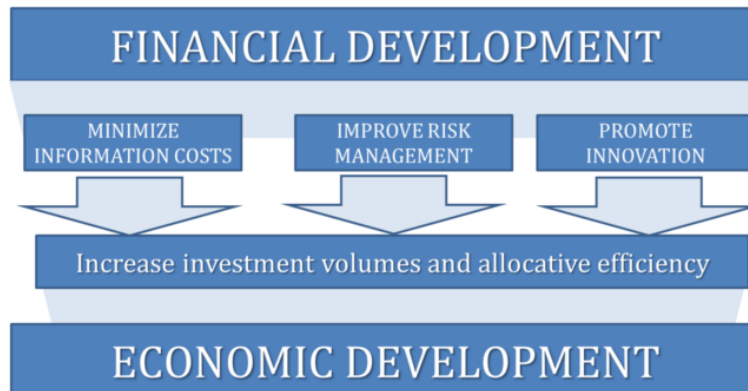 FINANCIAL DEVELOPMENT
MINIMIZE
INFORMATION COSTS
IMPROVE RISK
MANAGEMENT
PROMOTE
INNOVATION
Increase investment volumes and allocative efficiency
ECONOMIC DEVELOPMENT